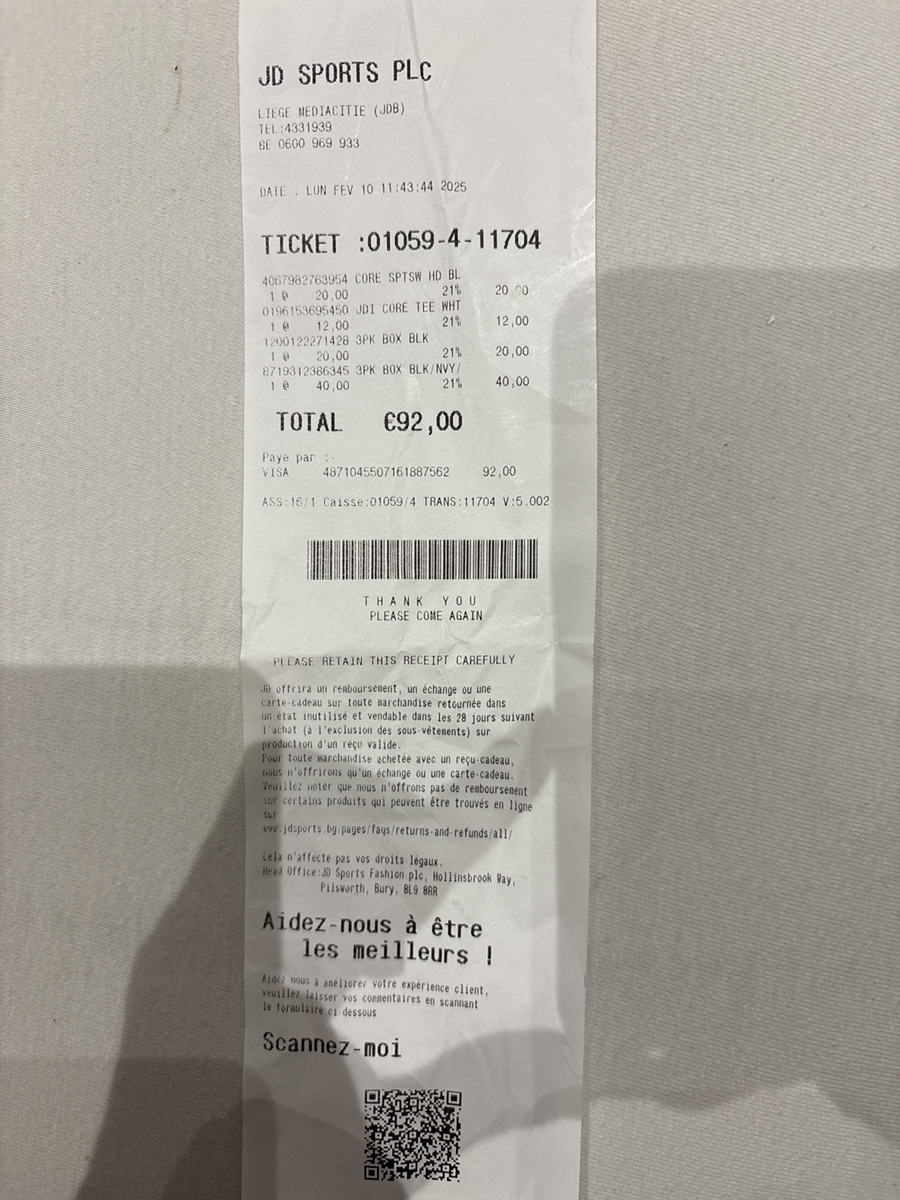 JD SPORTS PLC
LIEGE MEDIACITIE (JDB)
TEL:4331939
BE 0600 969 933
DATE : LUN FEV 10 11:43:44 2025
TICKET :01059-4-11704
4067982763954 CORE SPTSW HD BL
1 @ 20,00 21% 20,00
0196153695450 JDI CORE TEE WHT
1 @ 12,00 21% 12,00
1200122271428 3PK BOX BLK
1 @ 20,00 21% 20,00
8719312386345 3PK BOX BLK/NVY/
1 @ 40,00 21% 40,00
TOTAL €92,00
Paye par :-
VISA 4871045507161887562 92,00
ASS:16/1 Caisse:01059/4 TRANS:11704 V:5.002
THANK YOU
PLEASE COME AGAIN
PLEASE RETAIN THIS RECEIPT CAREFULLY
JD offrira un remboursement, un échange ou une
carte-cadeau sur toute marchandise retournée dans
un état inutilisé et vendable dans les 28 jours suivant
l'achat (à l'exclusion des sous-vêtements) sur
production d'un reçu valide.
Pour toute marchandise achetée avec un reçu-cadeau,
nous n'offrirons qu'un échange ou une carte-cadeau.
Veuillez noter que nous n'offrons pas de remboursement
sur certains produits qui peuvent être trouvés en ligne
sur
www.jdsports.bg/pages/faqs/returns-and-refunds/all/
Cela n'affecte pas vos droits légaux.
Head Office:JD Sports Fashion plc, Hollinsbrook Way,
Pilsworth, Bury, BL9 8RR
Aidez-nous à être
les meilleurs !
Aidez-nous à améliorer votre expérience client,
veuillez laisser vos commentaires en scannant
le formulaire ci-dessous
Scannez-moi